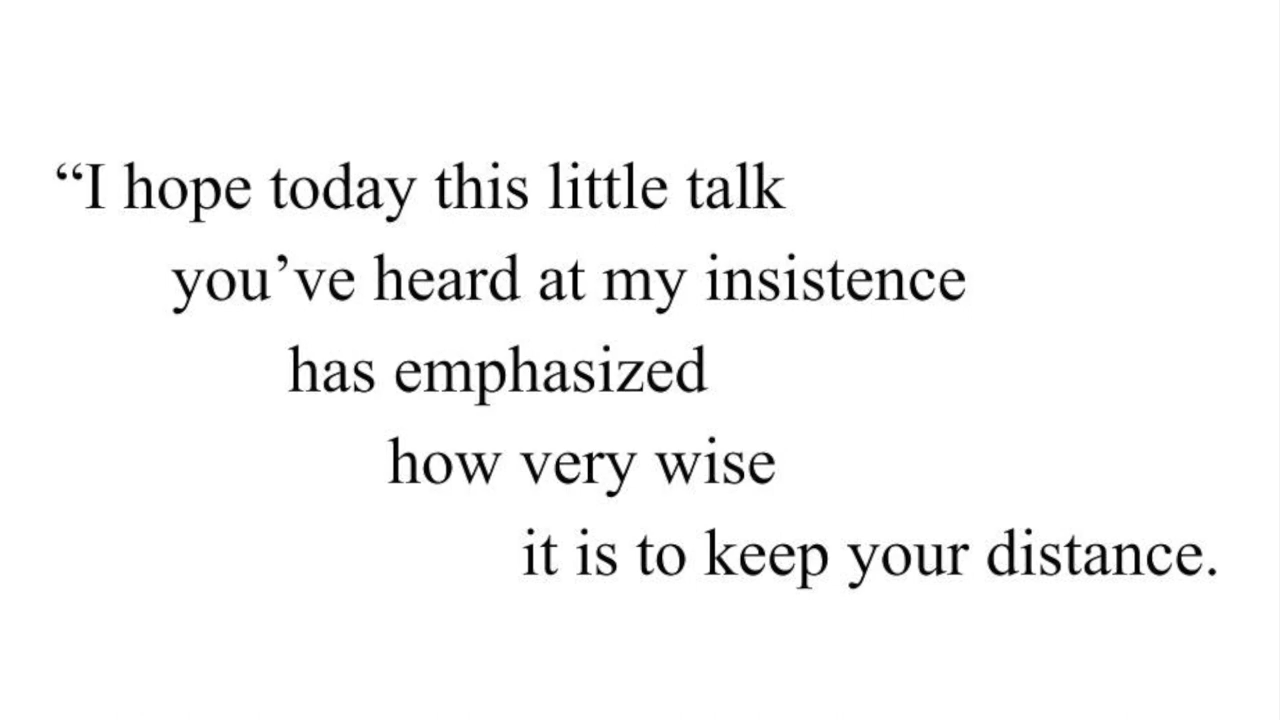 “I hope today this little talk
you’ve heard at my insistence
has emphasized
how very wise
it is to keep your distance.